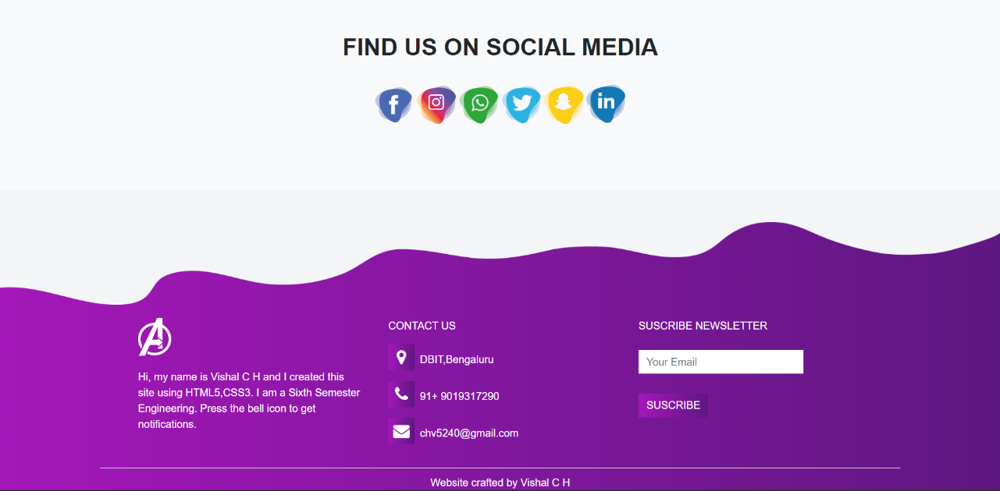 FIND US ON SOCIAL MEDIA
Hi, my name is Vishal C H and I created this
site using HTML5,CSS3. I am a Sixth Semester
Engineering. Press the bell icon to get
notifications.
CONTACT US
DBIT,Bengaluru
91+ 9019317290
chv5240@gmail.com
SUSCRIBE NEWSLETTER
Your Email
SUSCRIBE
Website crafted by Vishal C H